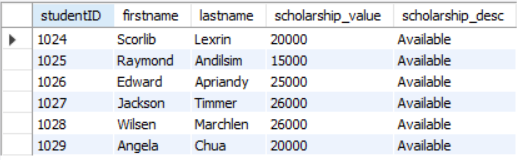 studentID firstname lastname scholarship_value scholarship_desc
1024 Scorlib Lexrin 20000 Available
1025 Raymond Andilsim 15000 Available
1026 Edward Apriandy 25000 Available
1027 Jackson Timmer 26000 Available
1028 Wilsen Marchlen 26000 Available
1029 Angela Chua 20000 Available